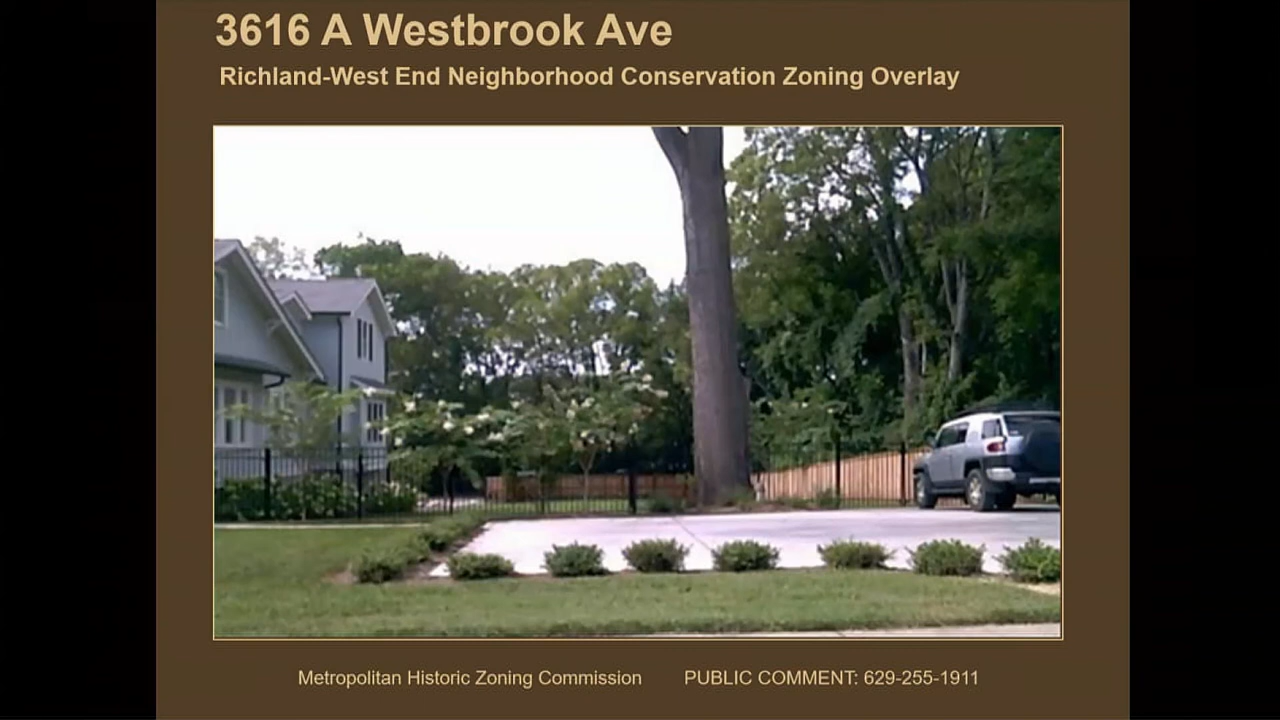 3616 A Westbrook Ave
Richland-West End Neighborhood Conservation Zoning Overlay
Metropolitan Historic Zoning Commission PUBLIC COMMENT: 629-255-1911